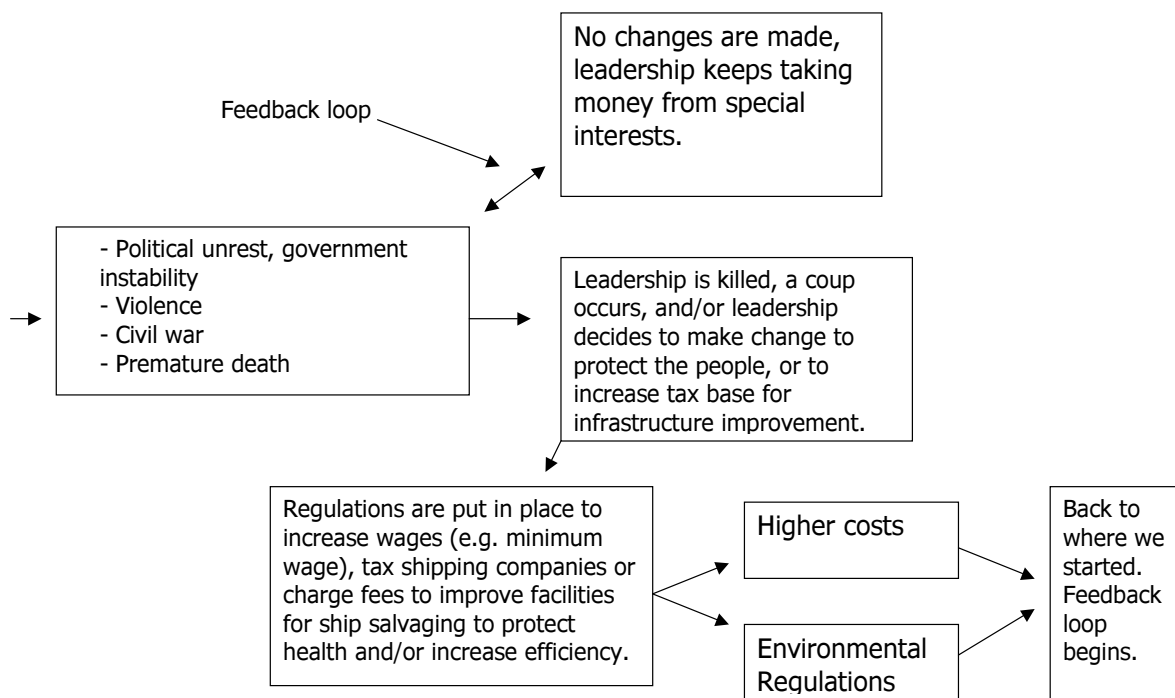 No changes are made,
leadership keeps taking
money from special
interests.
Feedback loop
- Political unrest, government
instability
- Violence
- Civil war
- Premature death
Leadership is killed, a coup
occurs, and/or leadership
decides to make change to
protect the people, or to
increase tax base for
infrastructure improvement.
Regulations are put in place to
increase wages (e.g. minimum
wage), tax shipping companies or
charge fees to improve facilities
for ship salvaging to protect
health and/or increase efficiency.
Higher costs
Environmental
Regulations
Back to
where we
started.
Feedback
loop
begins.